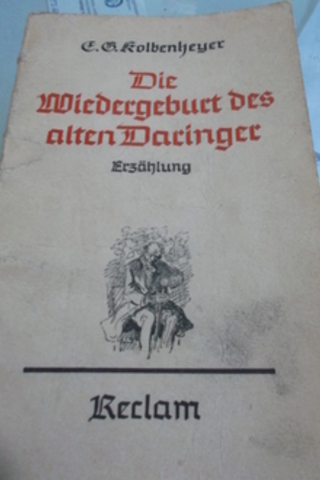 E. G. Kolbenheyer
Die
Wiedergeburt des
alten Daringer
Erzählung
Reclam